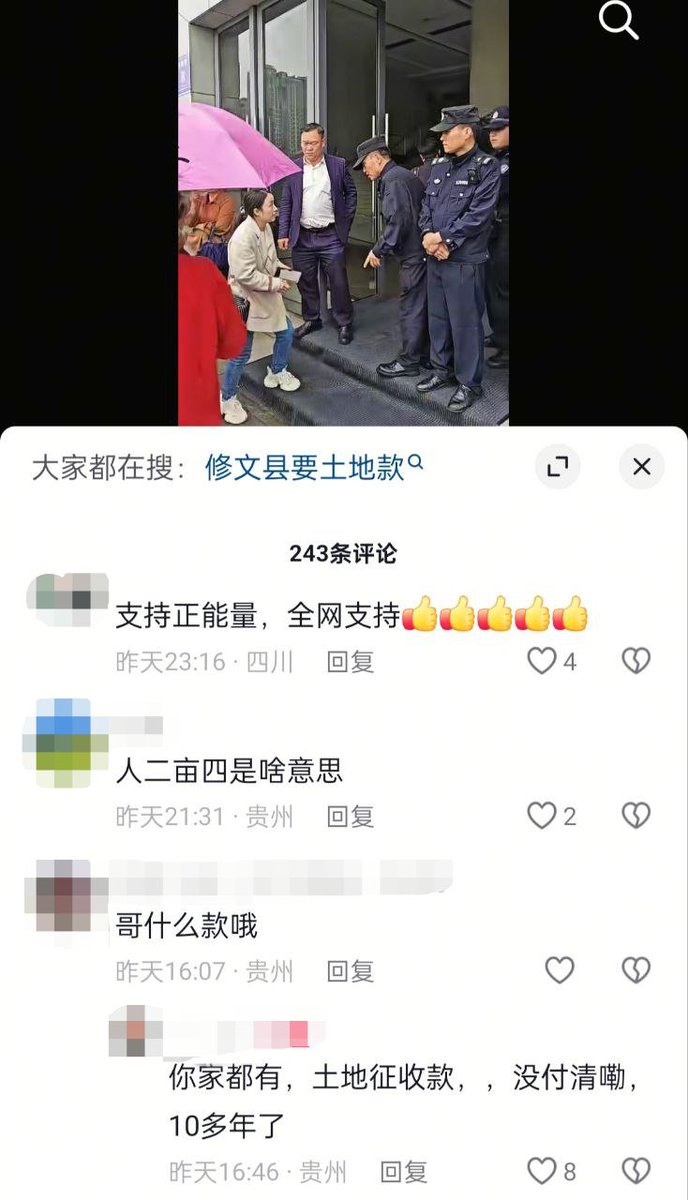 大家都在搜：修文县要土地款
243条评论
支持正能量，全网支持👍👍👍👍👍
昨天23:16 · 四川 回复 4
人二亩四是啥意思
昨天21:31 · 贵州 回复 2
哥什么款哦
昨天16:07 · 贵州 回复
你家都有，土地征收款，，没付清嘞，
10多年了
昨天16:46 · 贵州 回复 8